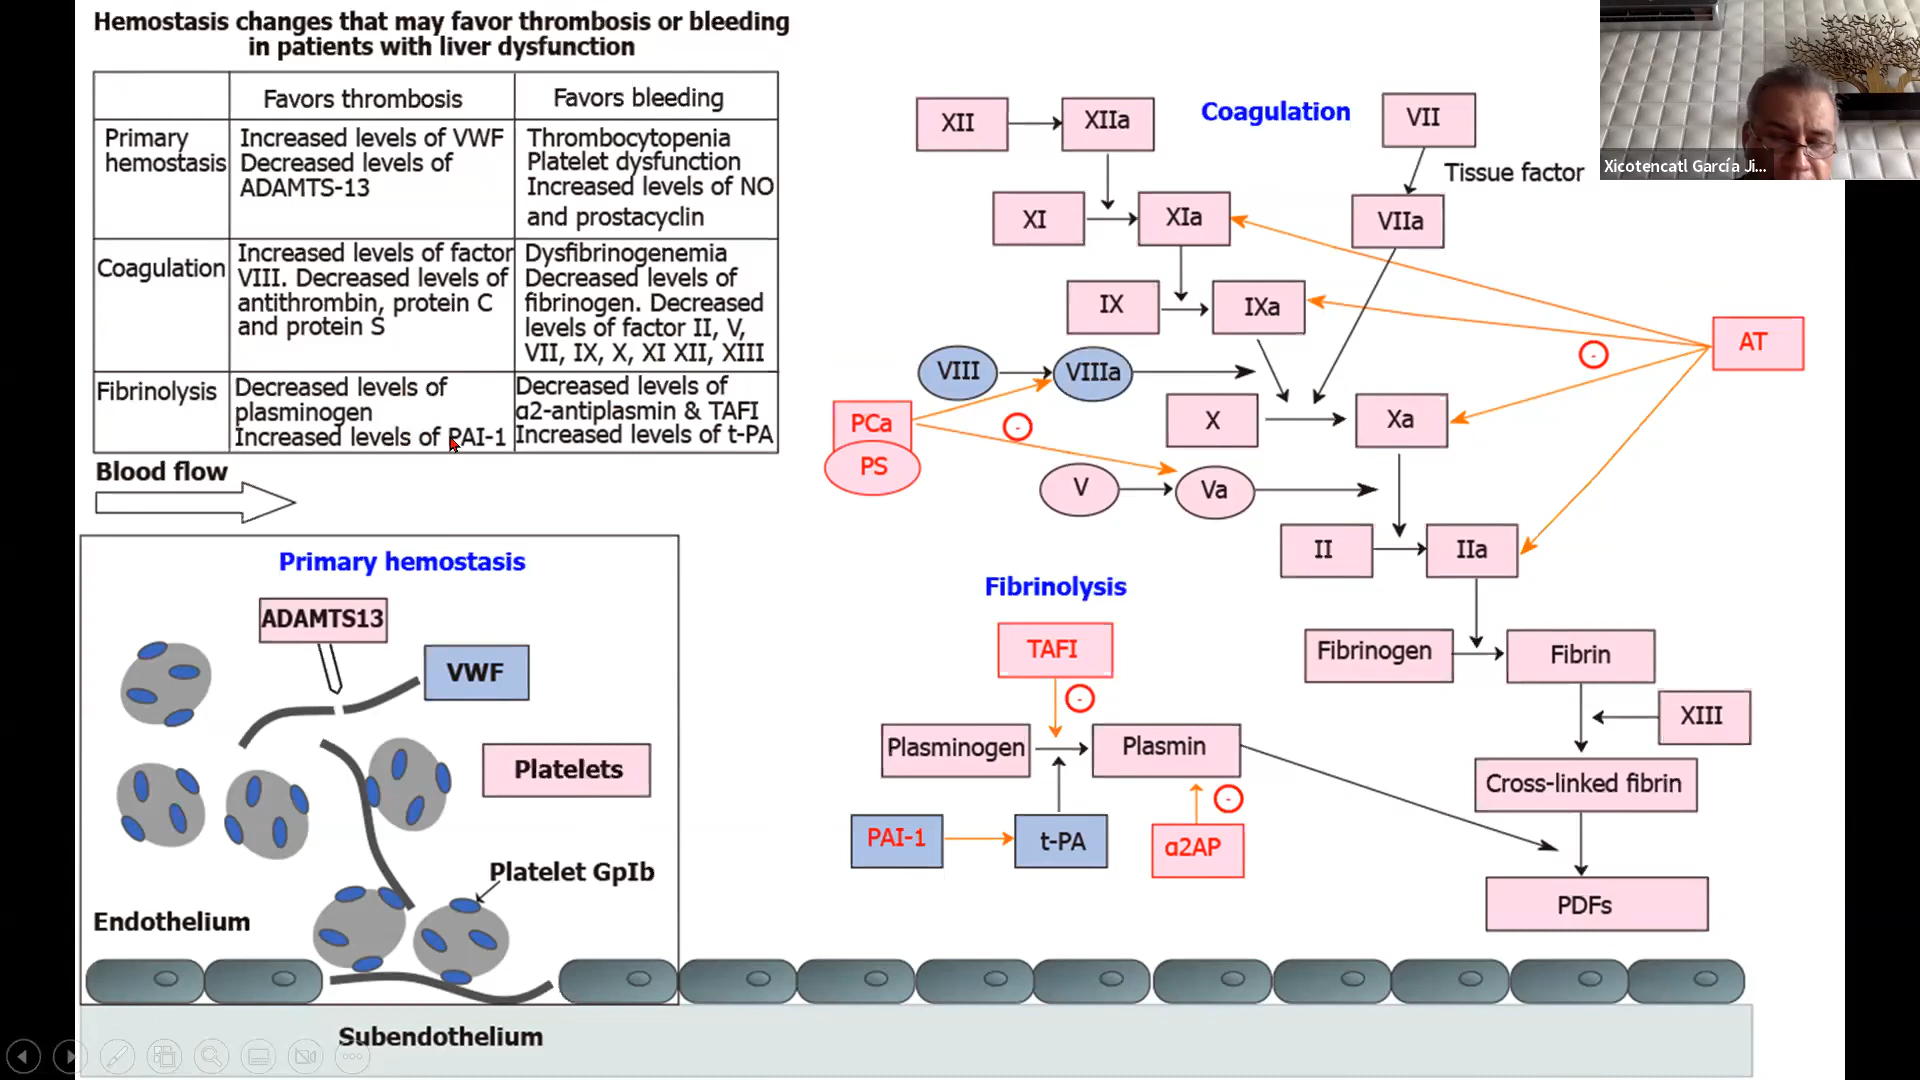 Hemostasis changes that may favor thrombosis or bleeding
in patients with liver dysfunction
Favors thrombosis
Favors bleeding
Primary
hemostasis
Increased levels of VWF
Decreased levels of
ADAMTS-13
Thrombocytopenia
Platelet dysfunction
Increased levels of NO
and prostacyclin
Coagulation
Increased levels of factor
VIII. Decreased levels of
antithrombin, protein C
and protein S
Dysfibrinogenemia
Decreased levels of
fibrinogen. Decreased
levels of factor II, V,
VII, IX, X, XI XII, XIII
Fibrinolysis
Decreased levels of
plasminogen
Increased levels of PAI-1
Decreased levels of
α2-antiplasmin & TAFI
Increased levels of t-PA
Blood flow
Primary hemostasis
ADAMTS13
VWF
Platelets
Platelet GpIb
Endothelium
Subendothelium
Coagulation
XII
XIIa
VII
Tissue factor
XI
XIa
VIIa
IX
IXa
AT
-
VIII
VIIIa
PCa
PS
-
X
Xa
V
Va
II
IIa
Fibrinogen
Fibrin
XIII
Cross-linked fibrin
PDFs
Fibrinolysis
TAFI
-
Plasminogen
Plasmin
-
PAI-1
t-PA
α2AP
Xicotencatl García Ji...